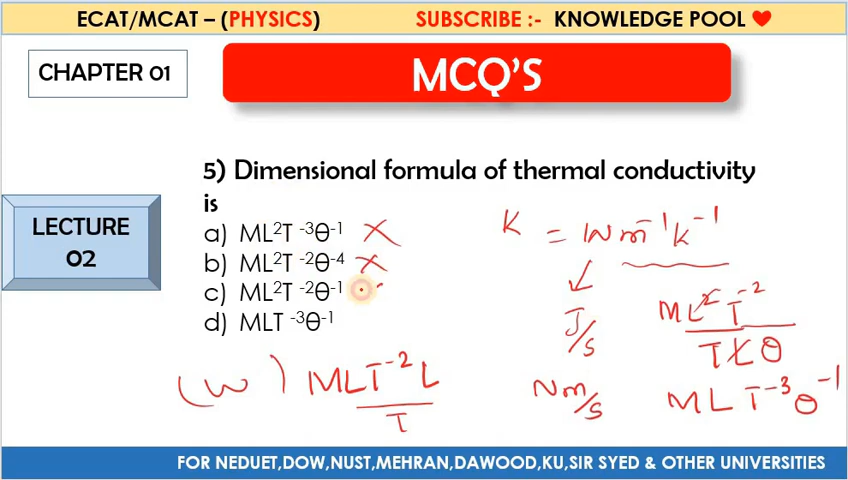 ECAT/MCAT – (PHYSICS)
SUBSCRIBE :- KNOWLEDGE POOL ❤
CHAPTER 01
MCQ'S
5) Dimensional formula of thermal conductivity
is
a) ML²T ⁻³θ⁻¹
b) ML²T ⁻²θ⁻⁴
c) ML²T ⁻²θ⁻¹
d) MLT ⁻³θ⁻¹
LECTURE
02
K = Wm⁻¹k⁻¹
J/s
Nm/s
ML²T⁻²
TLθ
MLT⁻³θ⁻¹
(W) MLT⁻²L
T
FOR NEDUET,DOW,NUST,MEHRAN,DAWOOD,KU,SIR SYED & OTHER UNIVERSITIES